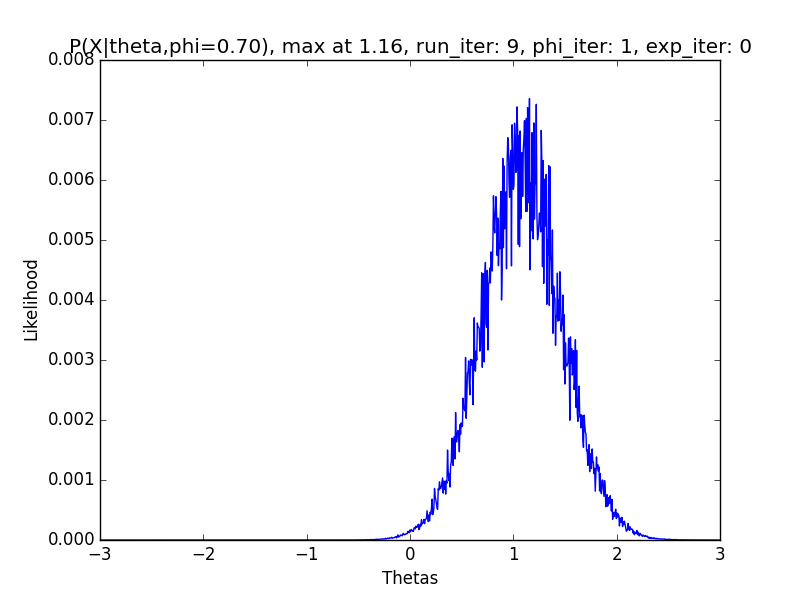 P(X|theta,phi=0.70), max at 1.16, run_iter: 9, phi_iter: 1, exp_iter: 0
0.008
0.007
0.006
0.005
0.004
0.003
0.002
0.001
0.000
Likelihood
−3 −2 −1 0 1 2 3
Thetas